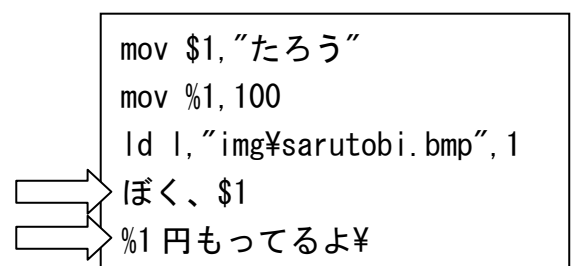 mov $1,"たろう"
mov %1,100
ld l,"img¥sarutobi.bmp",1
ぼく、$1
%1円もってるよ¥